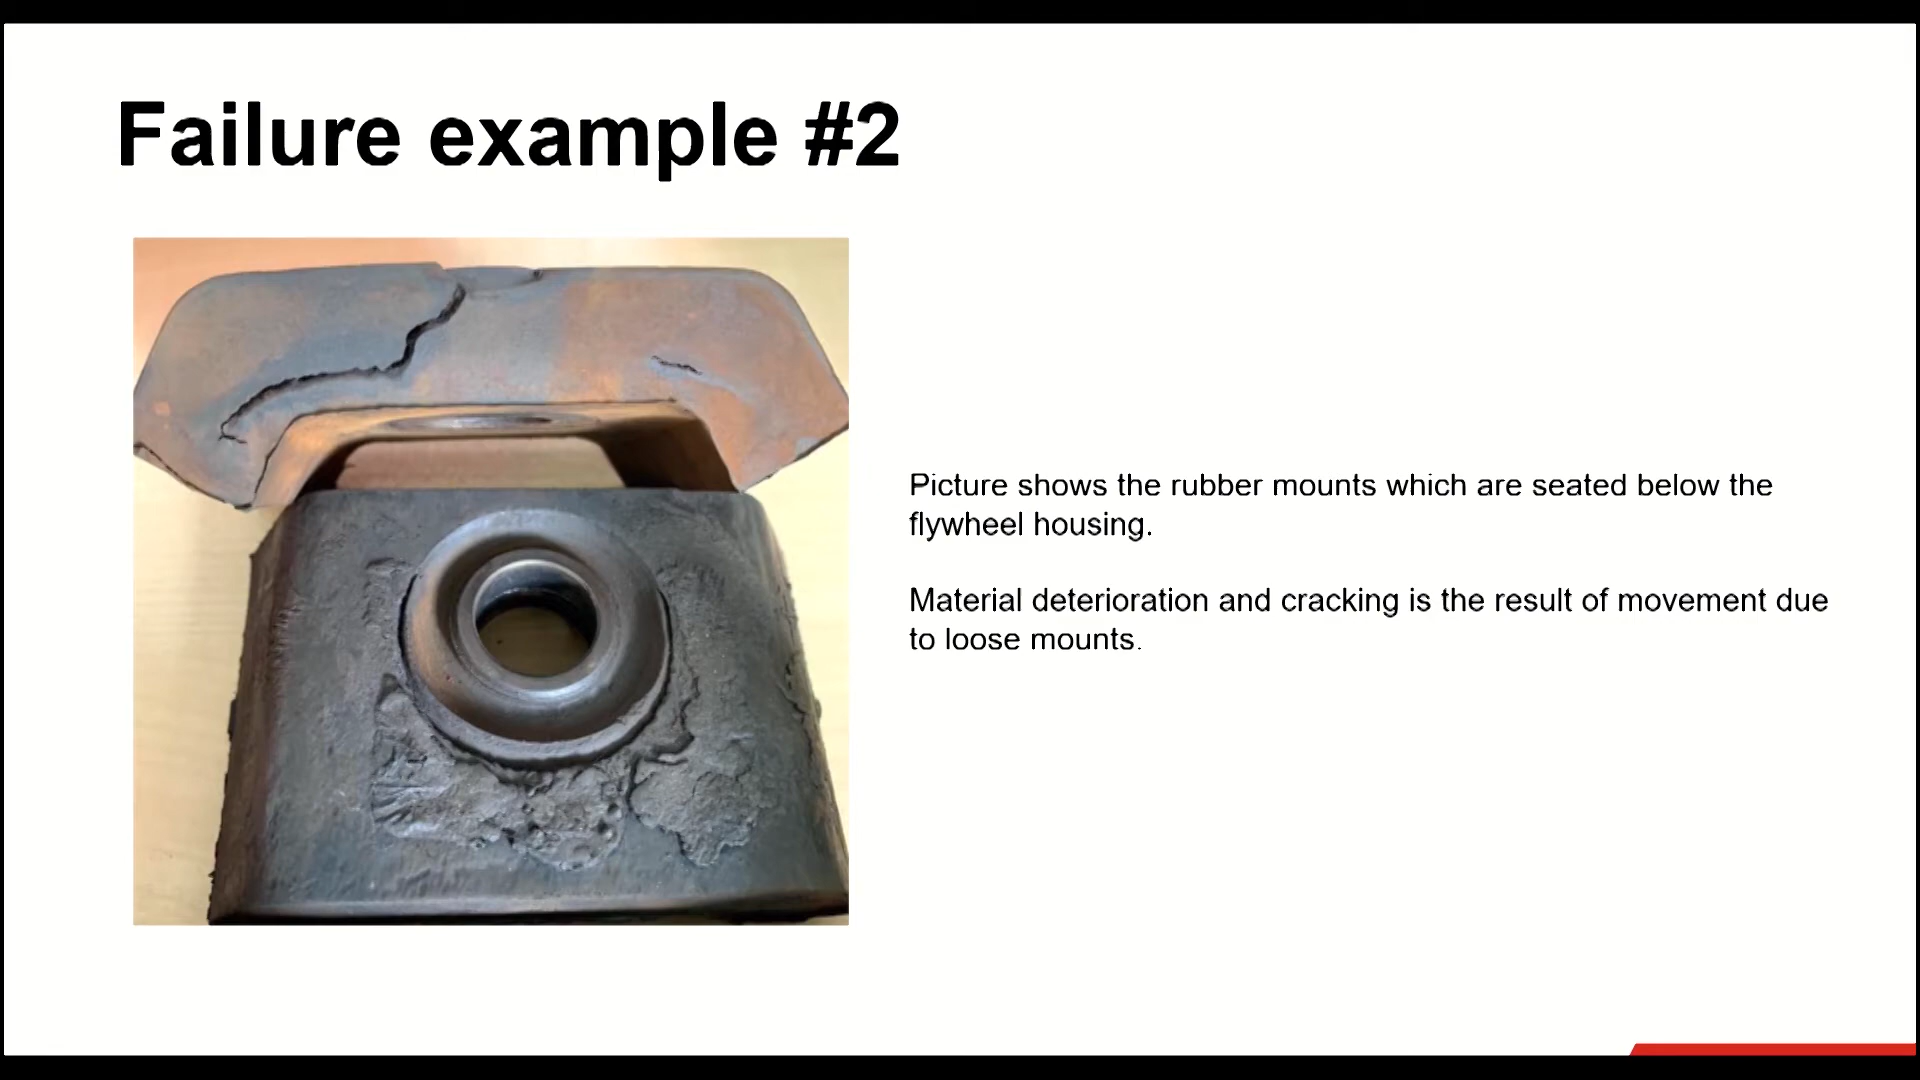 Failure example #2
Picture shows the rubber mounts which are seated below the
flywheel housing.
Material deterioration and cracking is the result of movement due
to loose mounts.